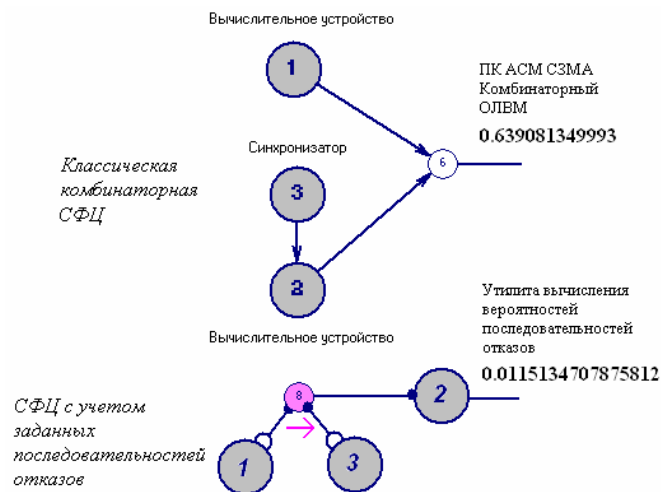 Вычислительное устройство
1
ПК АСМ СЗМА
Комбинаторный
ОЛВМ
0.639081349993
6
Синхронизатор
Классическая
комбинаторная
СФЦ
3
2
Утилита вычисления
вероятностей
последовательностей
отказов
0.0115134707875812
Вычислительное устройство
8
2
СФЦ с учетом
заданных
последовательностей
отказов
1
3